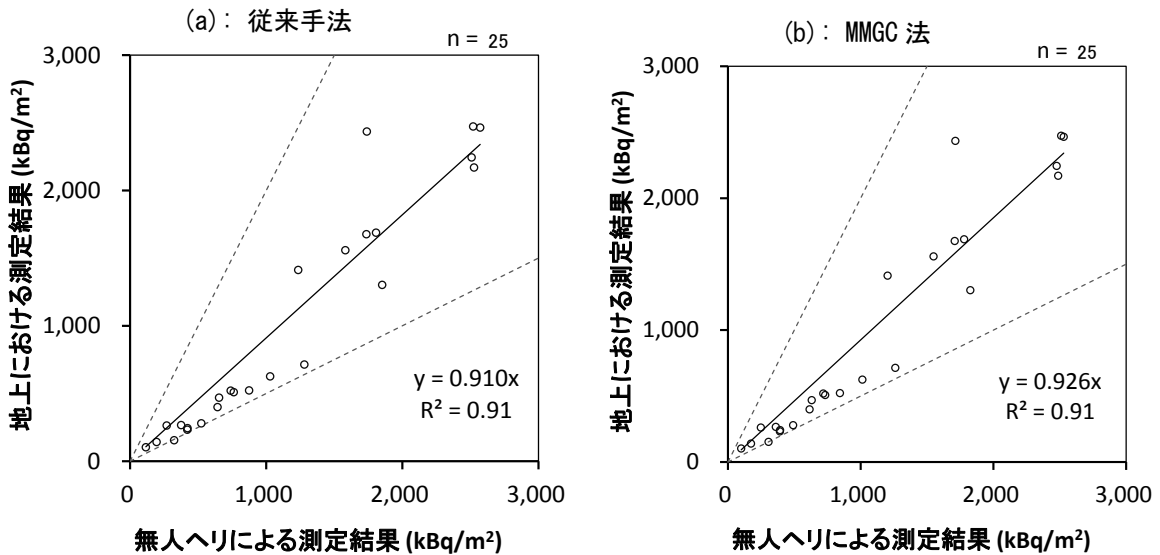 (a)： 従来手法
n = 25
地上における測定結果 (kBq/m²)
3,000
2,000
1,000
0
y = 0.910x
R² = 0.91
0 1,000 2,000 3,000
無人ヘリによる測定結果 (kBq/m²)
(b)： MMGC 法
n = 25
地上における測定結果 (kBq/m²)
3,000
2,000
1,000
0
y = 0.926x
R² = 0.91
0 1,000 2,000 3,000
無人ヘリによる測定結果 (kBq/m²)